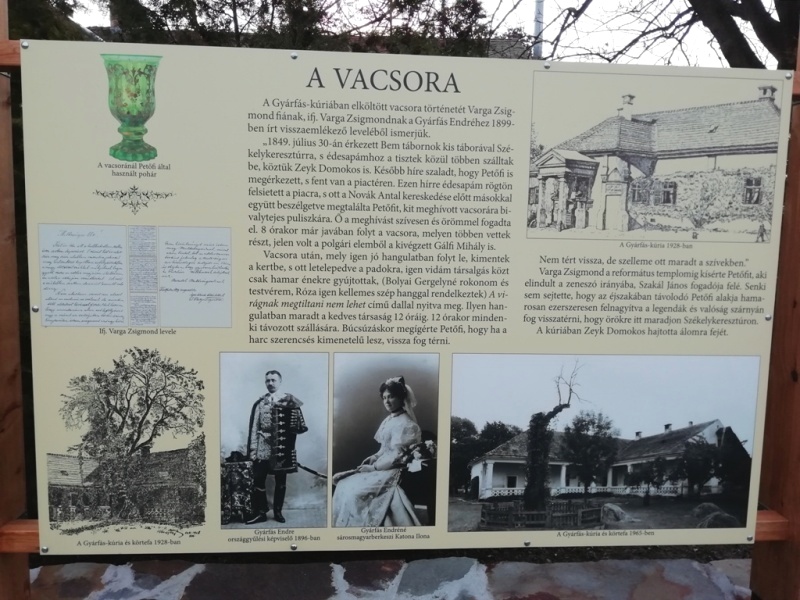 A VACSORA
A Gyárfás-kúriában elköltött vacsora történetét Varga Zsig-
mond fiának, ifj. Varga Zsigmondnak a Gyárfás Endréhez 1899-
ben írt visszaemlékező leveléből ismerjük.
„1849. július 30-án érkezett Bem tábornok kis táborával Szé-
kelykeresztúrra, s édesapámhoz a tisztek közül többen szálltak
be, köztük Zeyk Domokos is. Később híre szaladt, hogy Petőfi is
megérkezett, s fent van a piactéren. Ezen hírre édesapám rögtön
felsietett a piacra, s ott a Novák Antal kereskedése előtt másokkal
együtt beszélgetve megtalálta Petőfit, kit meghívott vacsorára bi-
valytejes puliszkára. Ő a meghívást szívesen és örömmel fogadta
el. 8 órakor már javában folyt a vacsora, melyen többen vettek
részt, jelen volt a polgári elemből a kivégzett Gálfi Mihály is.
Vacsora után, mely igen jó hangulatban folyt le, kimentek
a kertbe, s ott letelepedve a padokra, igen vidám társalgás közt
csak hamar énekre gyújtottak, (Bolyai Gergelyné rokonom és
testvérem, Róza igen kellemes szép hanggal rendelkeztek) A vi-
rágnak megtiltani nem lehet című dallal nyitva meg. Ilyen han-
gulatban maradt a kedves társaság 12 óráig. 12 órakor minden-
ki távozott szállására. Búcsúzáskor megígérte Petőfi, hogy ha a
harc szerencsés kimenetelű lesz, vissza fog térni.
Nem tért vissza, de szelleme ott maradt a szívekben."
Varga Zsigmond a református templomig kísérte Petőfit, aki
elindult a zeneszó irányába, Szakál János fogadója felé. Senki
sem sejtette, hogy az éjszakában távolodó Petőfi alakja hama-
rosan ezerszeresen felnagyítva a legendák és valóság szárnyán
fog visszatérni, hogy örökre itt maradjon Székelykeresztúron.
A kúriában Zeyk Domokos hajtotta álomra fejét.
A vacsoránál Petőfi által
használt pohár
Ifj. Varga Zsigmond levele
A Gyárfás-kúria 1928-ban
A Gyárfás-kúria és körtefa 1928-ban
Gyárfás Endre
országgyűlési képviselő 1896-ban
Gyárfás Endréné
sárosmagyarberkeszi Katona Ilona
A Gyárfás-kúria és körtefa 1965-ben